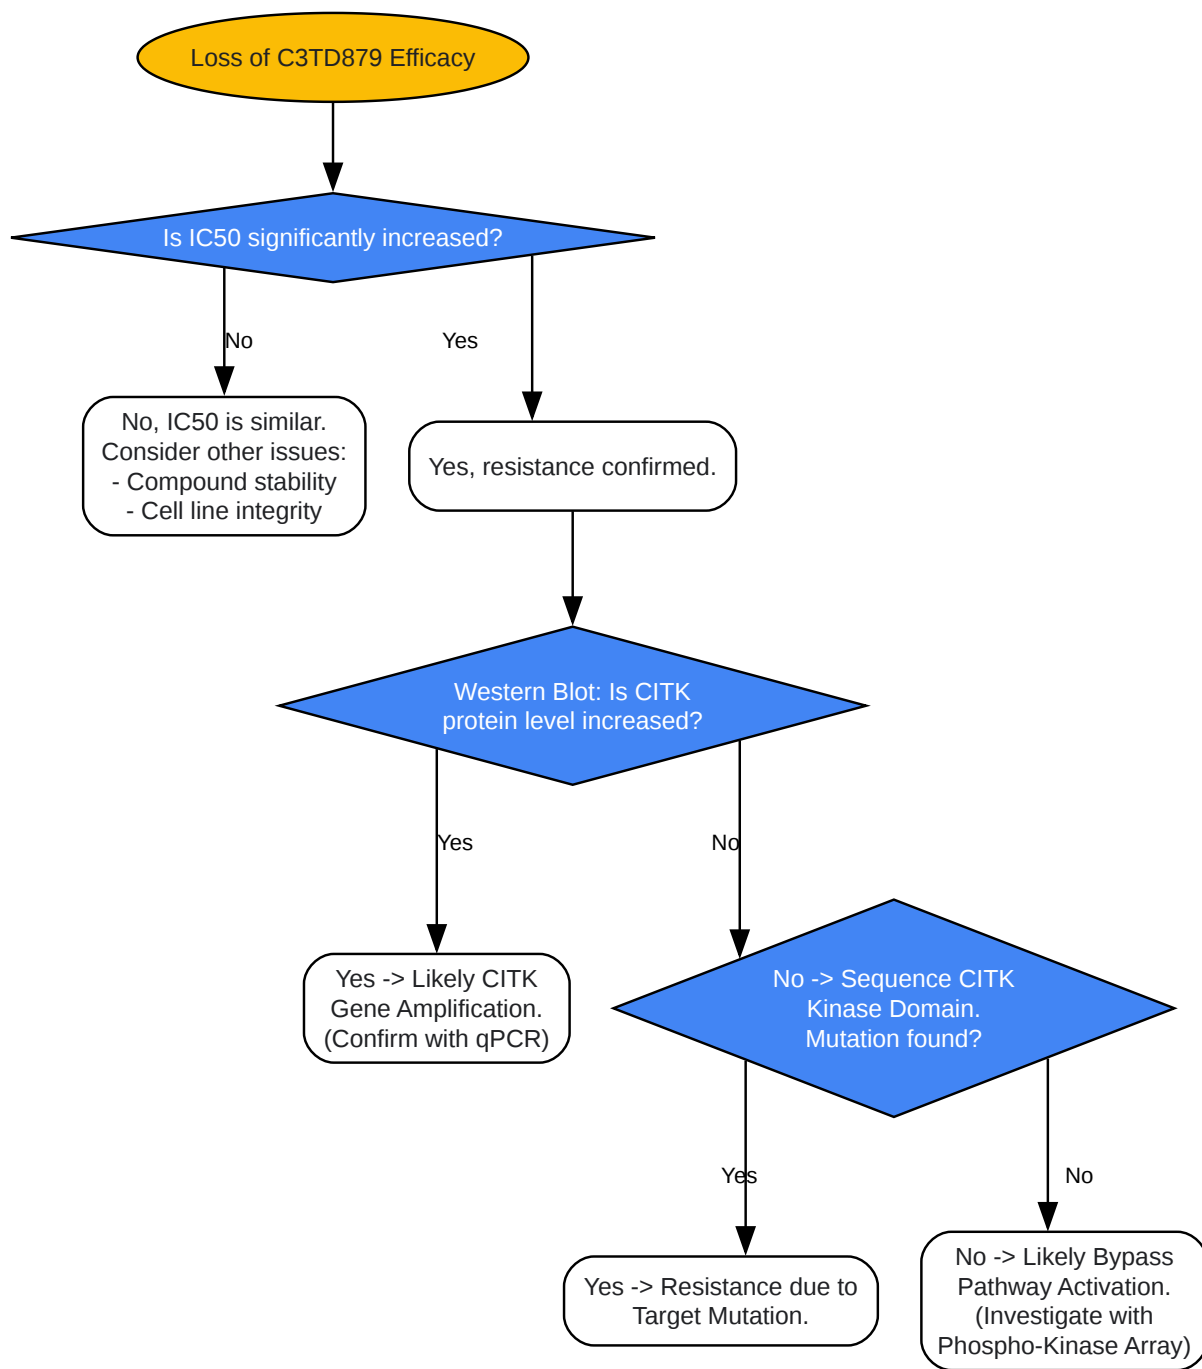 Loss of C3TD879 Efficacy
Is IC50 significantly increased?
No
Yes
No, IC50 is similar.
Consider other issues:
- Compound stability
- Cell line integrity
Yes, resistance confirmed.
Western Blot: Is CITK
protein level increased?
Yes
No
Yes -> Likely CITK
Gene Amplification.
(Confirm with qPCR)
No -> Sequence CITK
Kinase Domain.
Mutation found?
Yes
No
Yes -> Resistance due to
Target Mutation.
No -> Likely Bypass
Pathway Activation.
(Investigate with
Phospho-Kinase Array)